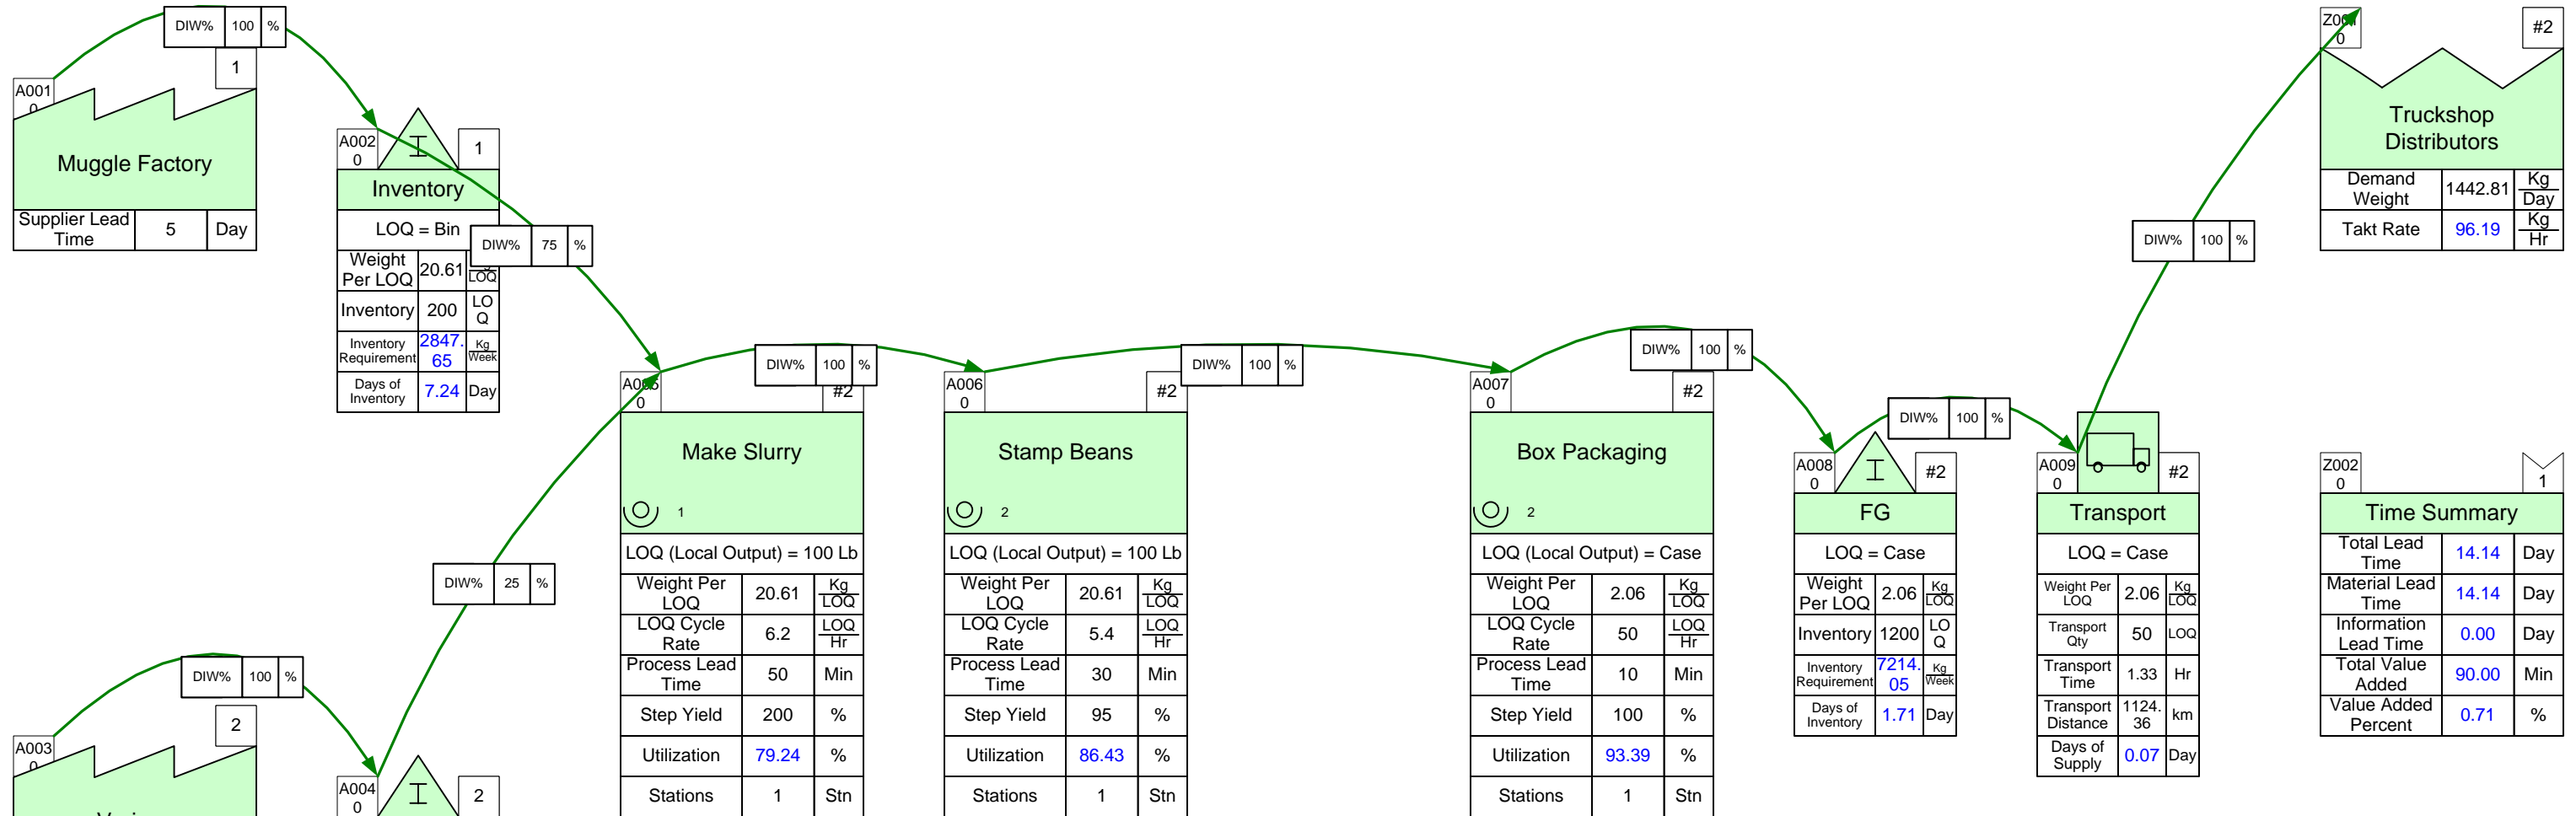 DIW% 100 %
1
A001
0
Muggle Factory
Supplier Lead Time 5 Day
A002
0
I
1
Inventory
LOQ = Bin
DIW% 75 %
Weight Per LOQ 20.61 LOQ
Inventory 200 LOQ
Inventory Requirement 2847.65 Kg/Week
Days of Inventory 7.24 Day
DIW% 100 %
2
A003
0
A004
0
I
2
DIW% 25 %
DIW% 100 %
#2
0
Make Slurry
1
LOQ (Local Output) = 100 Lb
Weight Per LOQ 20.61 Kg/LOQ
LOQ Cycle Rate 6.2 LOQ/Hr
Process Lead Time 50 Min
Step Yield 200 %
Utilization 79.24 %
Stations 1 Stn
A006
0
#2
DIW% 100 %
Stamp Beans
2
LOQ (Local Output) = 100 Lb
Weight Per LOQ 20.61 Kg/LOQ
LOQ Cycle Rate 5.4 LOQ/Hr
Process Lead Time 30 Min
Step Yield 95 %
Utilization 86.43 %
Stations 1 Stn
A007
0
#2
DIW% 100 %
Box Packaging
2
LOQ (Local Output) = Case
Weight Per LOQ 2.06 Kg/LOQ
LOQ Cycle Rate 50 LOQ/Hr
Process Lead Time 10 Min
Step Yield 100 %
Utilization 93.39 %
Stations 1 Stn
A008
0
I
#2
FG
LOQ = Case
Weight Per LOQ 2.06 Kg/LOQ
Inventory 1200 LOQ
Inventory Requirement 7214.05 Kg/Week
Days of Inventory 1.71 Day
DIW% 100 %
A009
0
#2
Transport
LOQ = Case
Weight Per LOQ 2.06 Kg/LOQ
Transport Qty 50 LOQ
Transport Time 1.33 Hr
Transport Distance 1124.36 km
Days of Supply 0.07 Day
DIW% 100 %
0
#2
Truckshop
Distributors
Demand Weight 1442.81 Kg/Day
Takt Rate 96.19 Kg/Hr
Z002
0
1
Time Summary
Total Lead Time 14.14 Day
Material Lead Time 14.14 Day
Information Lead Time 0.00 Day
Total Value Added 90.00 Min
Value Added Percent 0.71 %